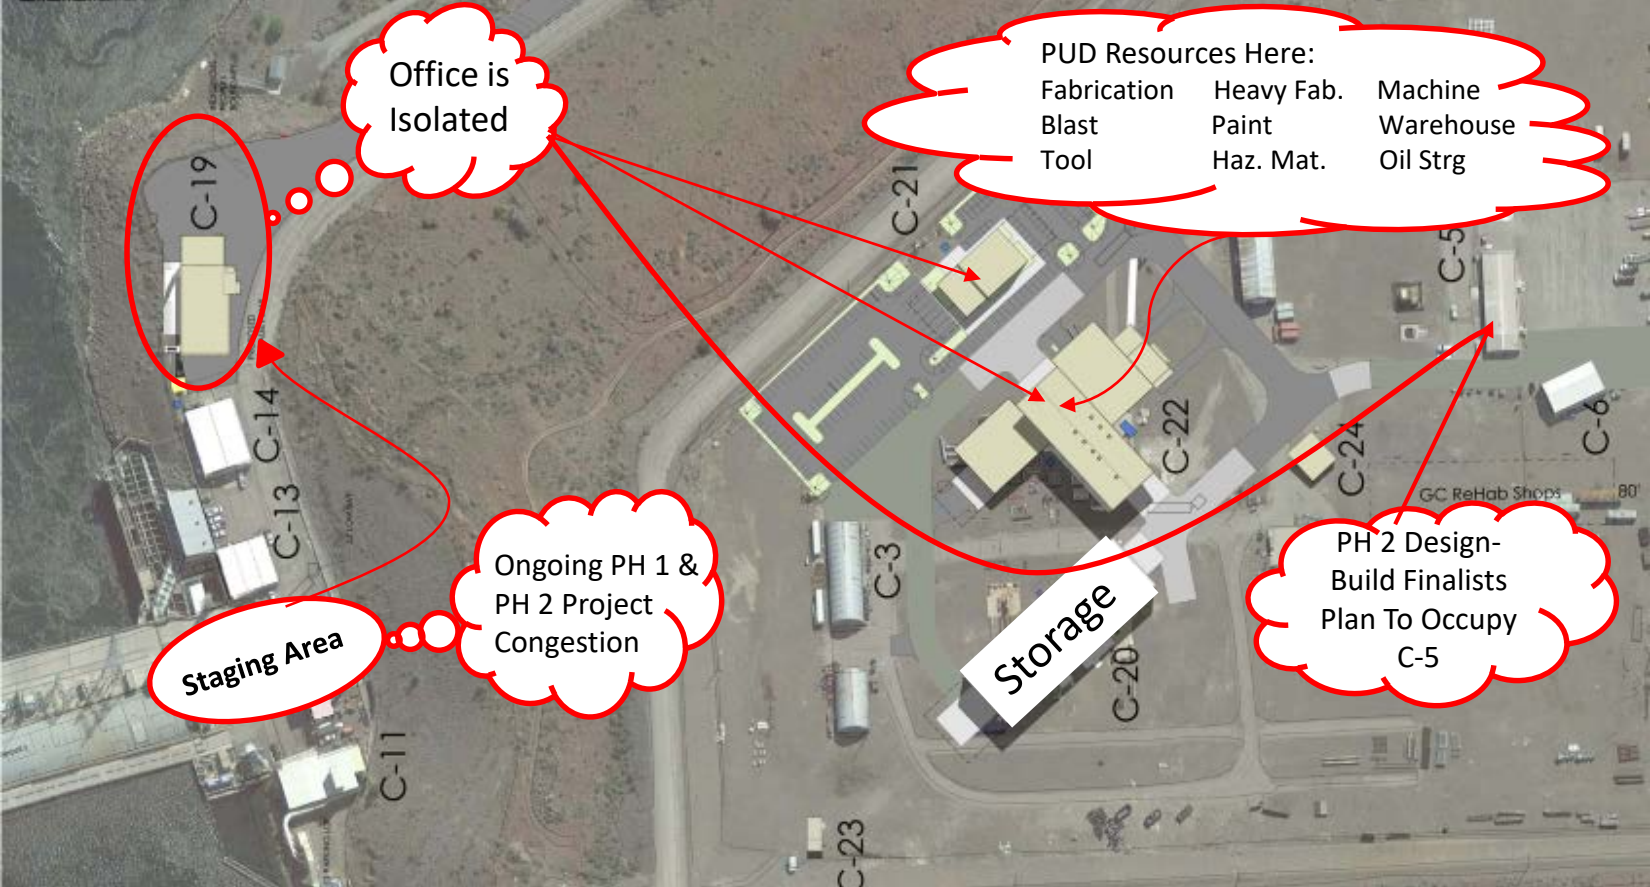 Office is
Isolated
PUD Resources Here:
Fabrication Heavy Fab. Machine
Blast Paint Warehouse
Tool Haz. Mat. Oil Strg
C-19
C-21
C-5
C-14
C-22
C-24
C-6
GC ReHab Shops 80'
C-13
C-3
Ongoing PH 1 &
PH 2 Project
Congestion
PH 2 Design-
Build Finalists
Plan To Occupy
C-5
Staging Area
Storage
C-20
C-11
C-23